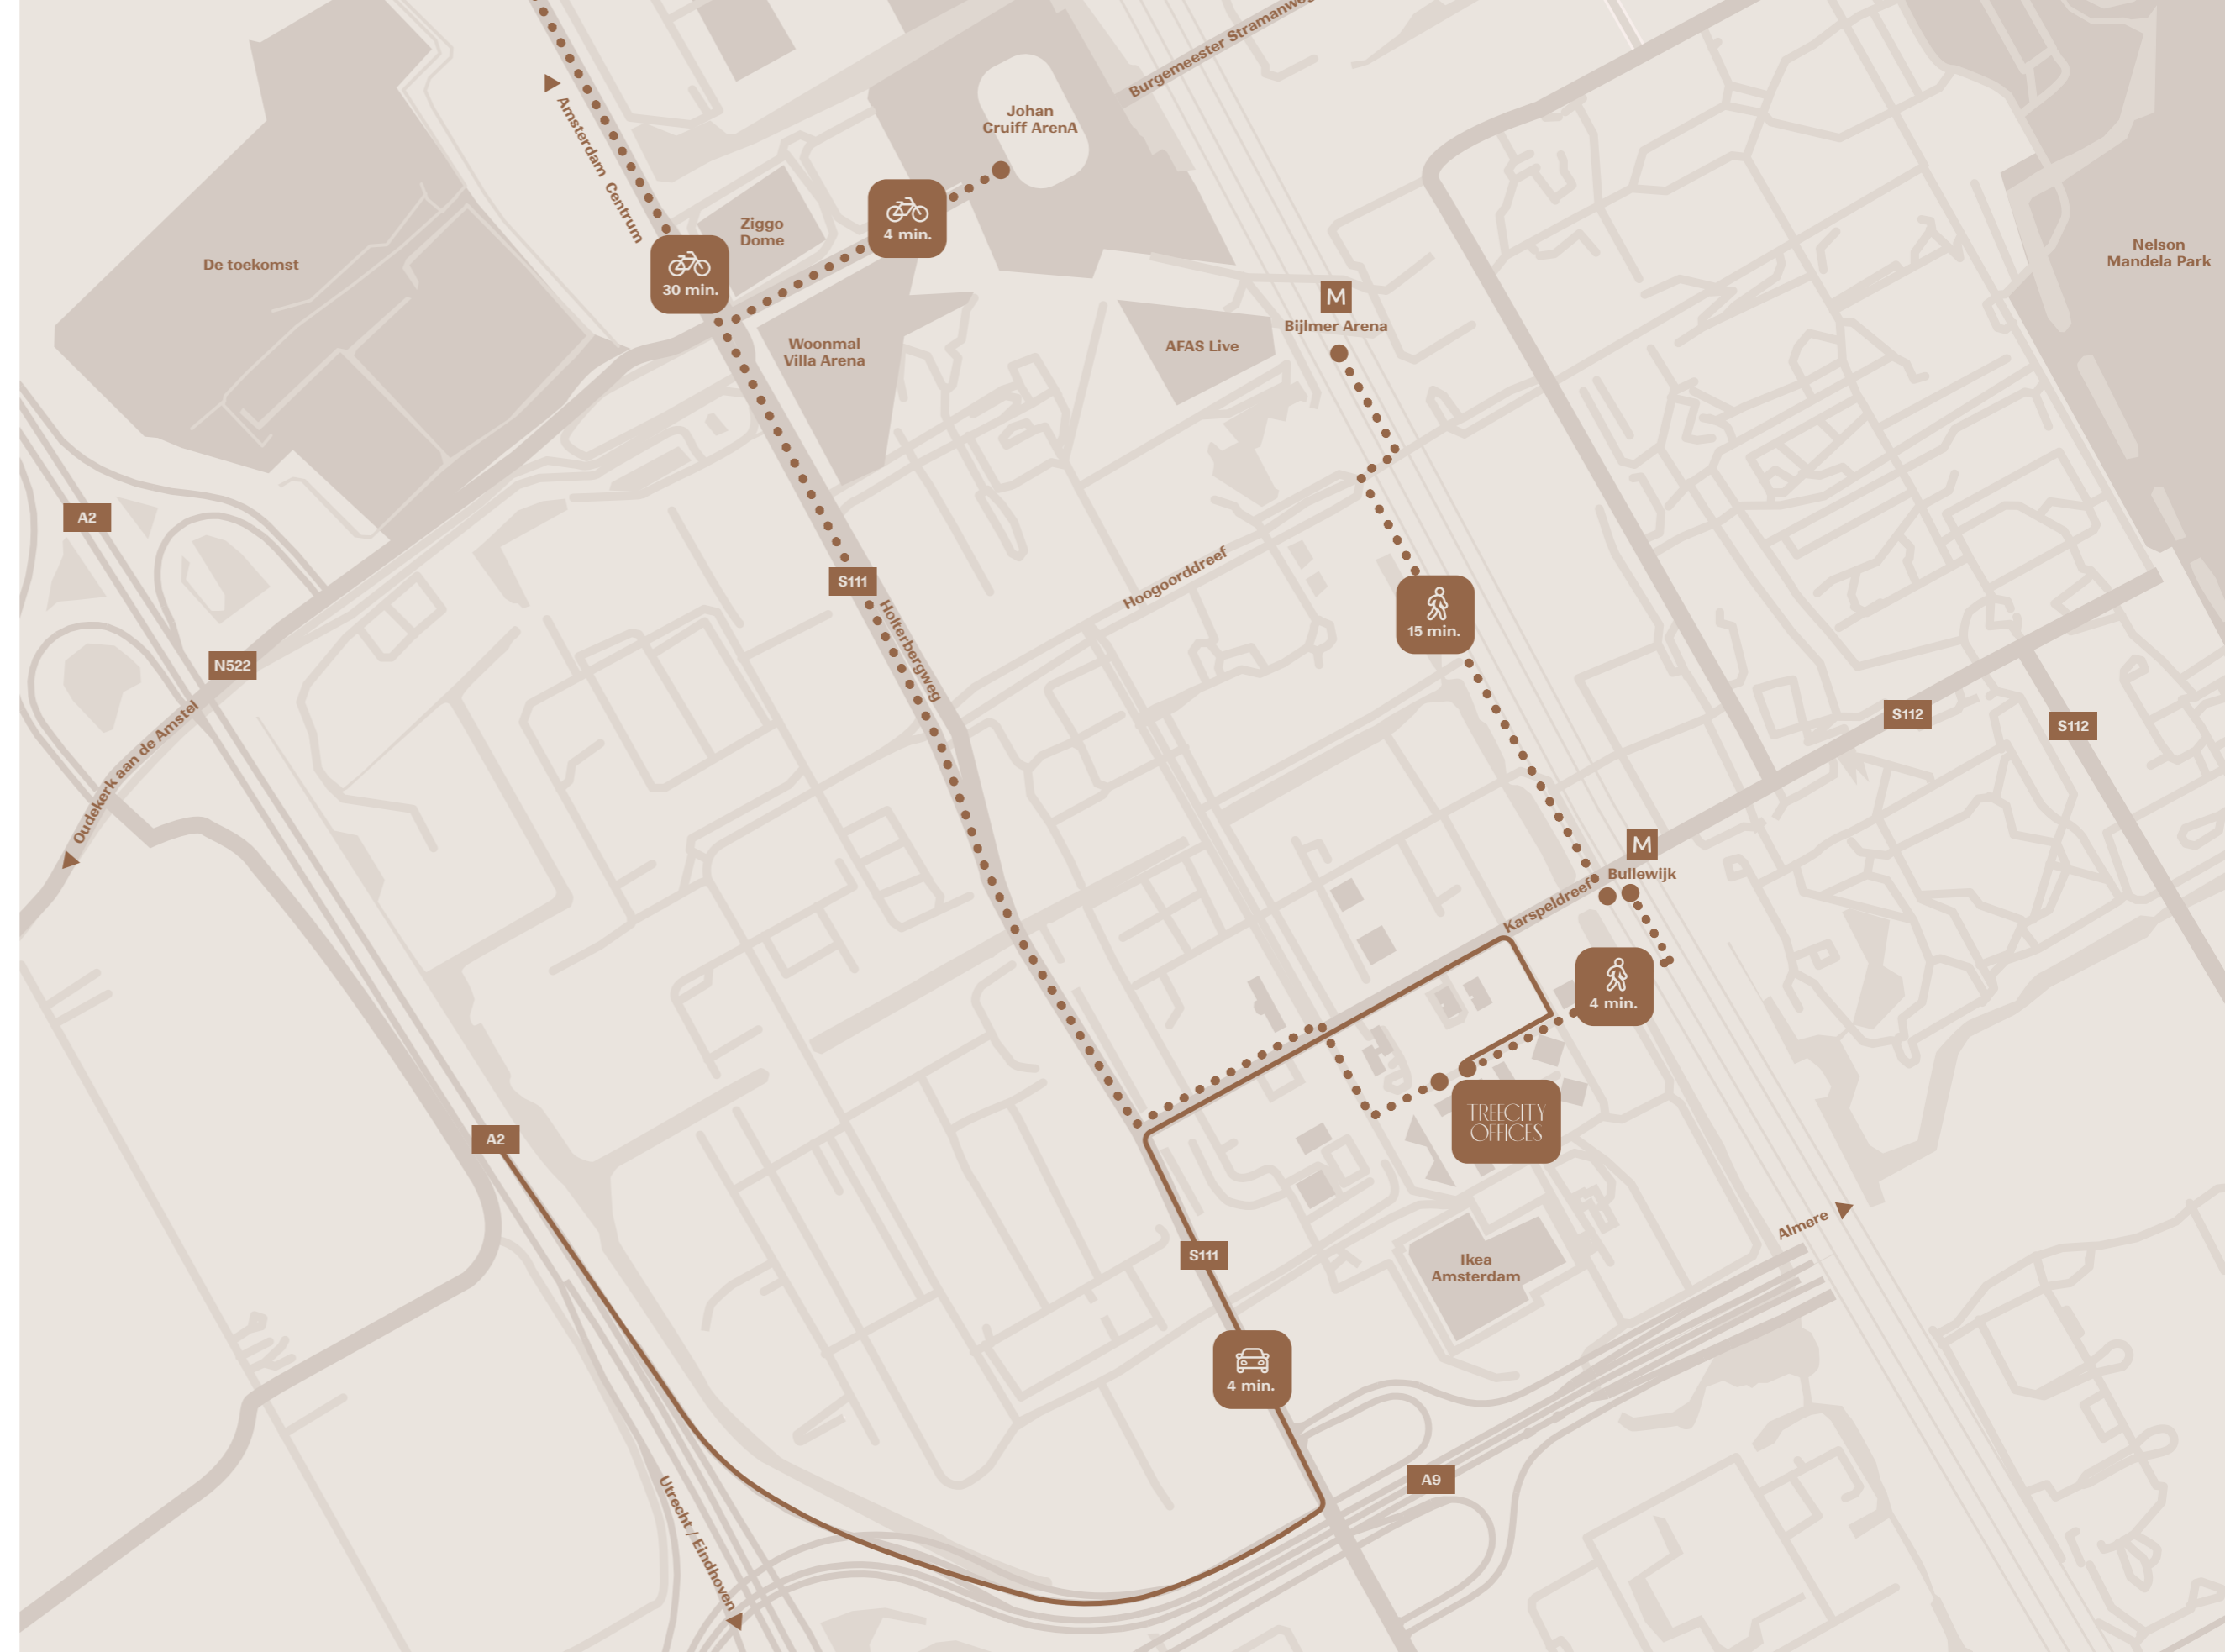 Burgemeester Stramanweg
Johan
Cruiff ArenA
Amsterdam Centrum
4 min.
Ziggo
Dome
De toekomst
Nelson
Mandela Park
30 min.
M
Bijlmer Arena
Woonmal
Villa Arena
AFAS Live
A2
S111
Hoogoorddreef
Holterbergweg
15 min.
N522
Oudekerk aan de Amstel
S112
S112
M
Bullewijk
Karspeldreef
4 min.
TREECITY
OFFICES
A2
Almere
S111
Ikea
Amsterdam
4 min.
A9
Utrecht / Eindhoven